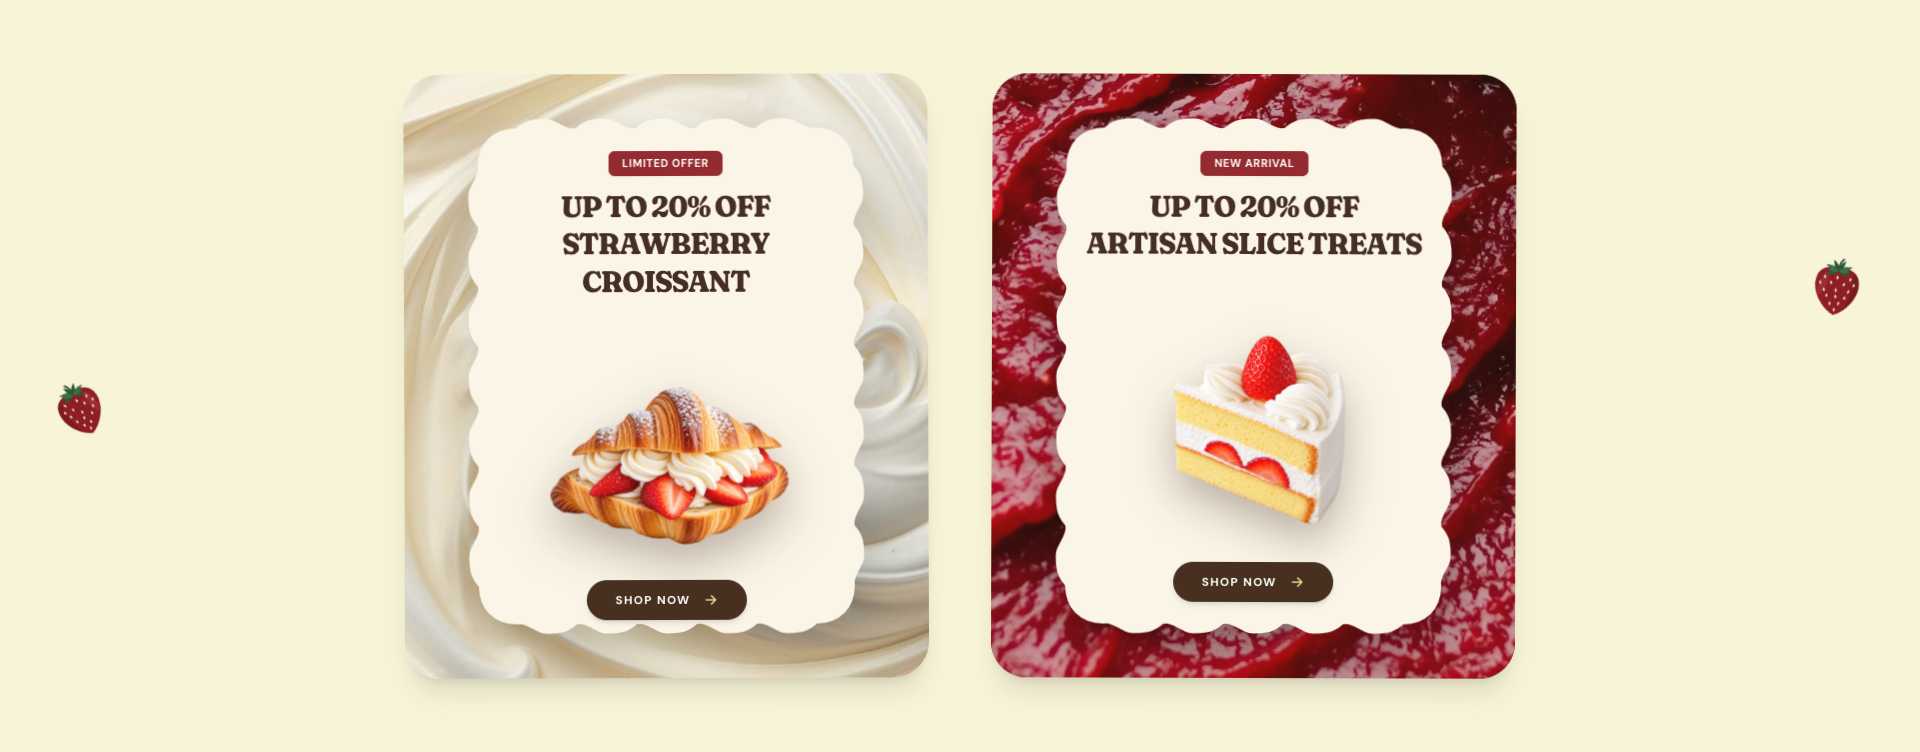 LIMITED OFFER
UP TO 20% OFF
STRAWBERRY
CROISSANT
SHOP NOW
NEW ARRIVAL
UP TO 20% OFF
ARTISAN SLICE TREATS
SHOP NOW